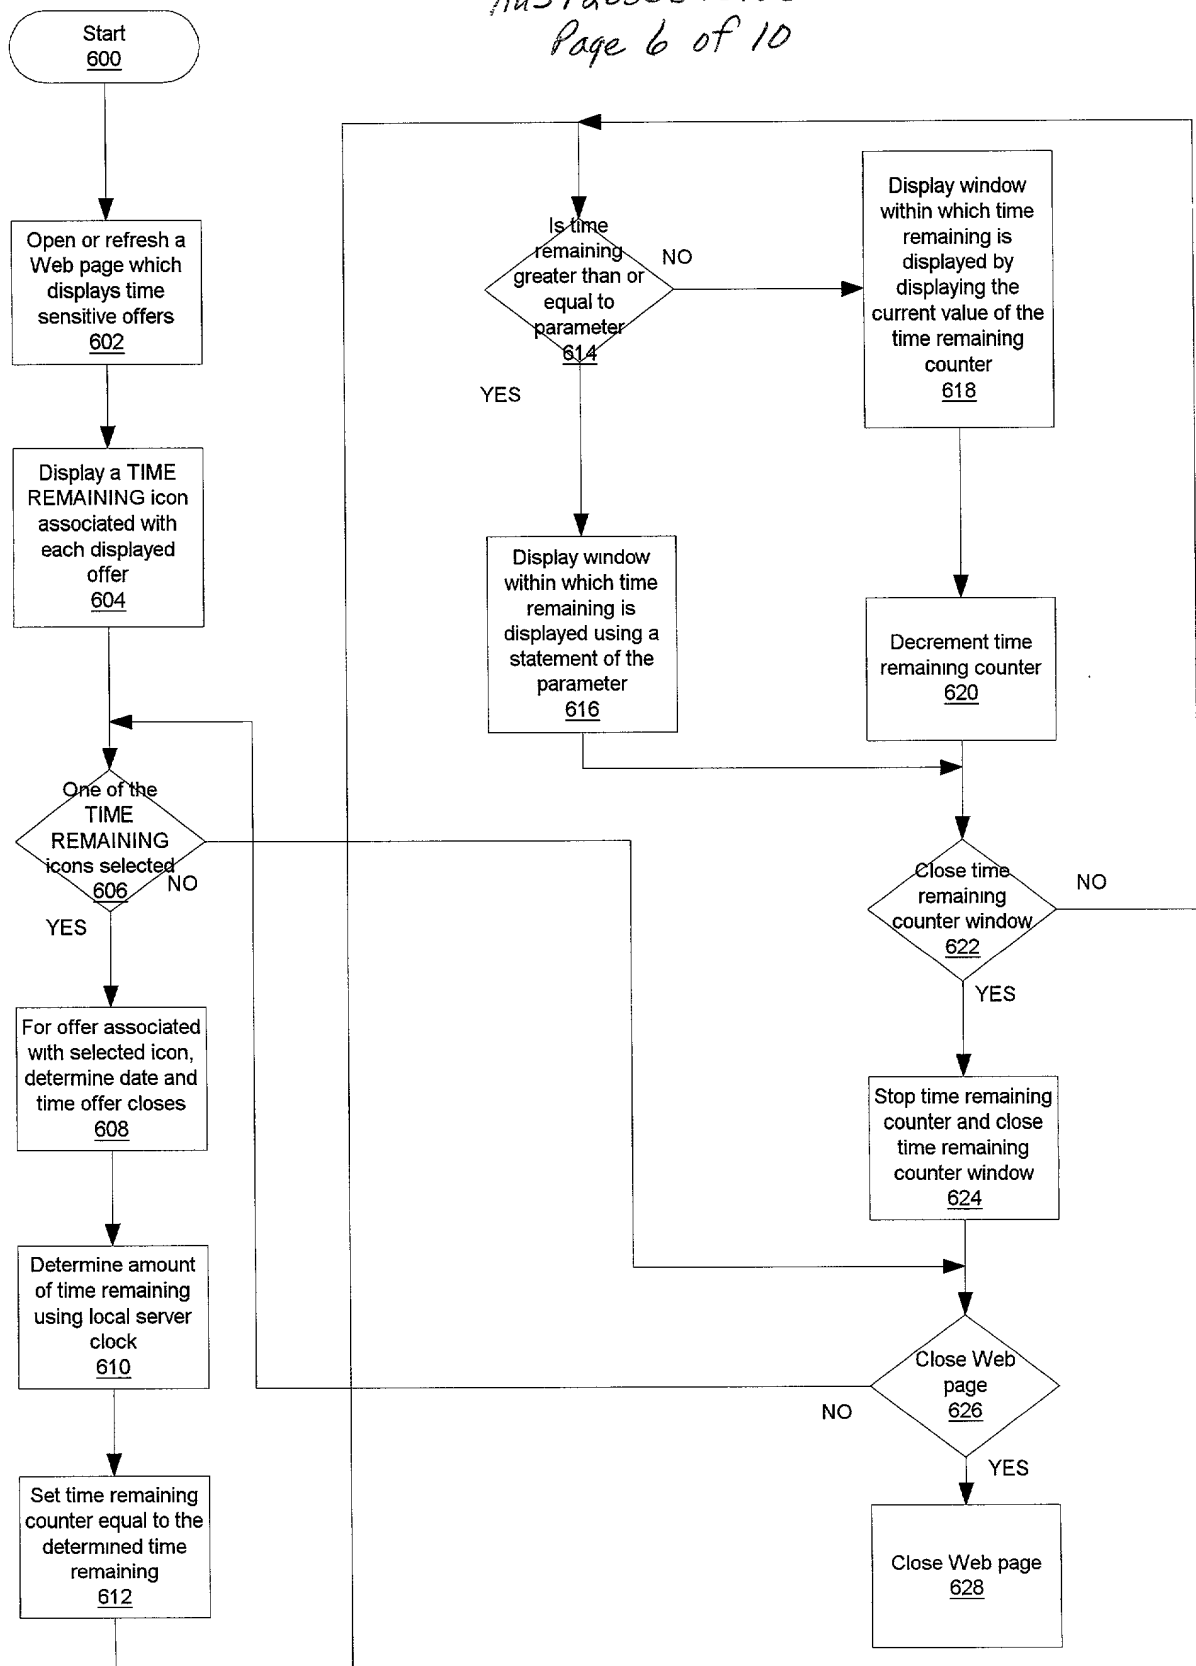 Page 6 of 10
Start
600
Open or refresh a
Web page which
displays time
sensitive offers
602
Display a TIME
REMAINING icon
associated with
each displayed
offer
604
One of the
TIME
REMAINING
icons selected
606
NO
YES
For offer associated
with selected icon,
determine date and
time offer closes
608
Determine amount
of time remaining
using local server
clock
610
Set time remaining
counter equal to the
determined time
remaining
612
Is time
remaining
greater than or
equal to
parameter
614
NO
YES
Display window
within which time
remaining is
displayed using a
statement of the
parameter
616
Display window
within which time
remaining is
displayed by
displaying the
current value of the
time remaining
counter
618
Decrement time
remaining counter
620
Close time
remaining
counter window
622
NO
YES
Stop time remaining
counter and close
time remaining
counter window
624
Close Web
page
626
NO
YES
Close Web page
628